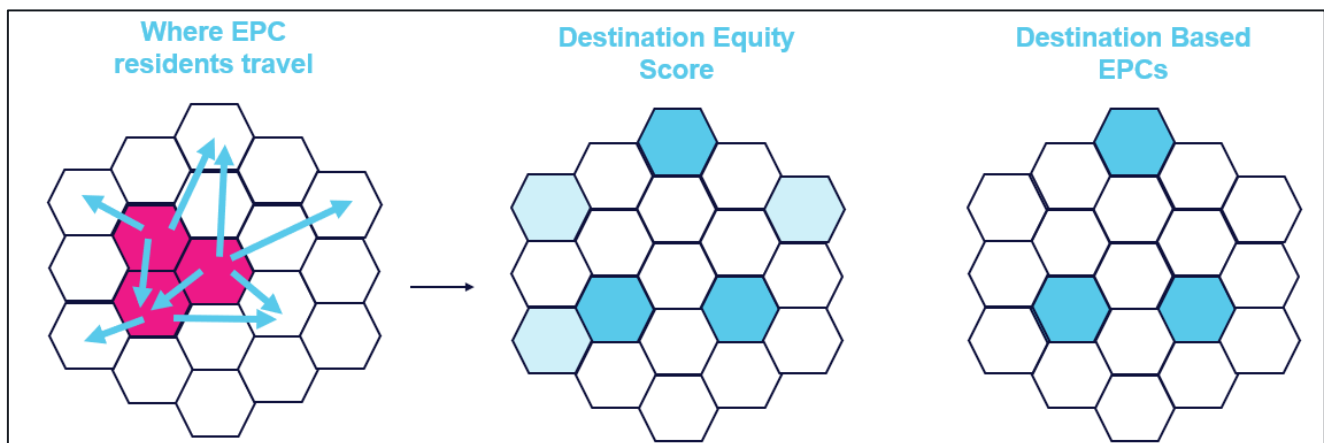 Where EPC
residents travel
Destination Equity
Score
Destination Based
EPCs